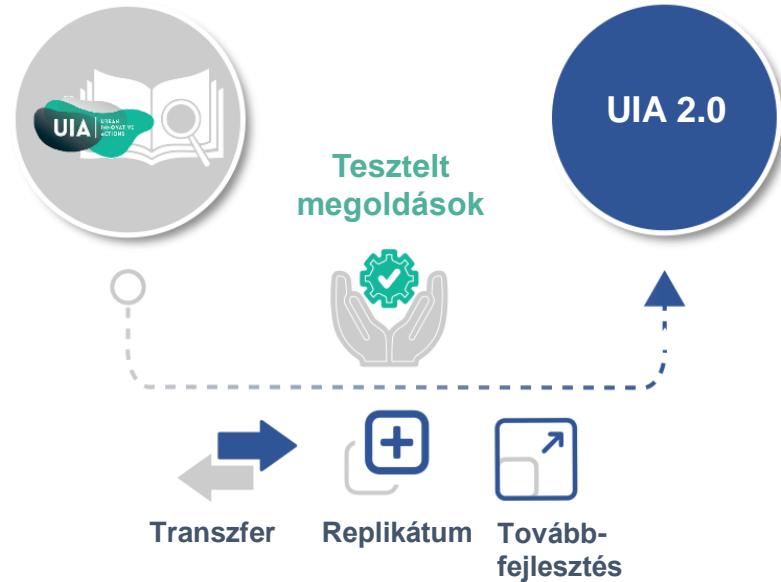 UIA
URBAN
INNOVATIVE
ACTIONS
UIA 2.0
Tesztelt
megoldások
Transzfer
Replikátum
Tovább-
fejlesztés